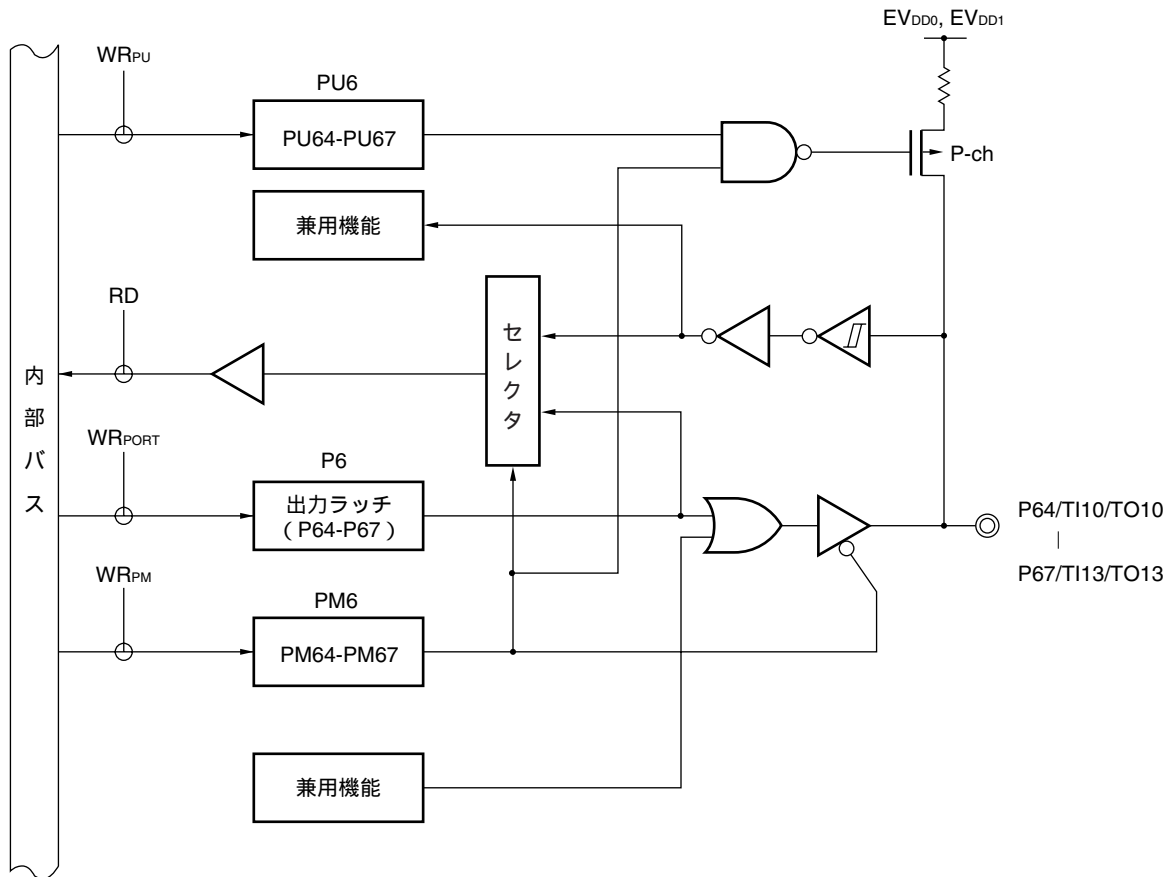 EVDD0, EVDD1
WRPU
PU6
PU64-PU67
P-ch
兼用機能
RD
セレクタ
内部バス
WRPORT
P6
出力ラッチ
( P64-P67 )
P64/TI10/TO10
|
P67/TI13/TO13
WRPM
PM6
PM64-PM67
兼用機能